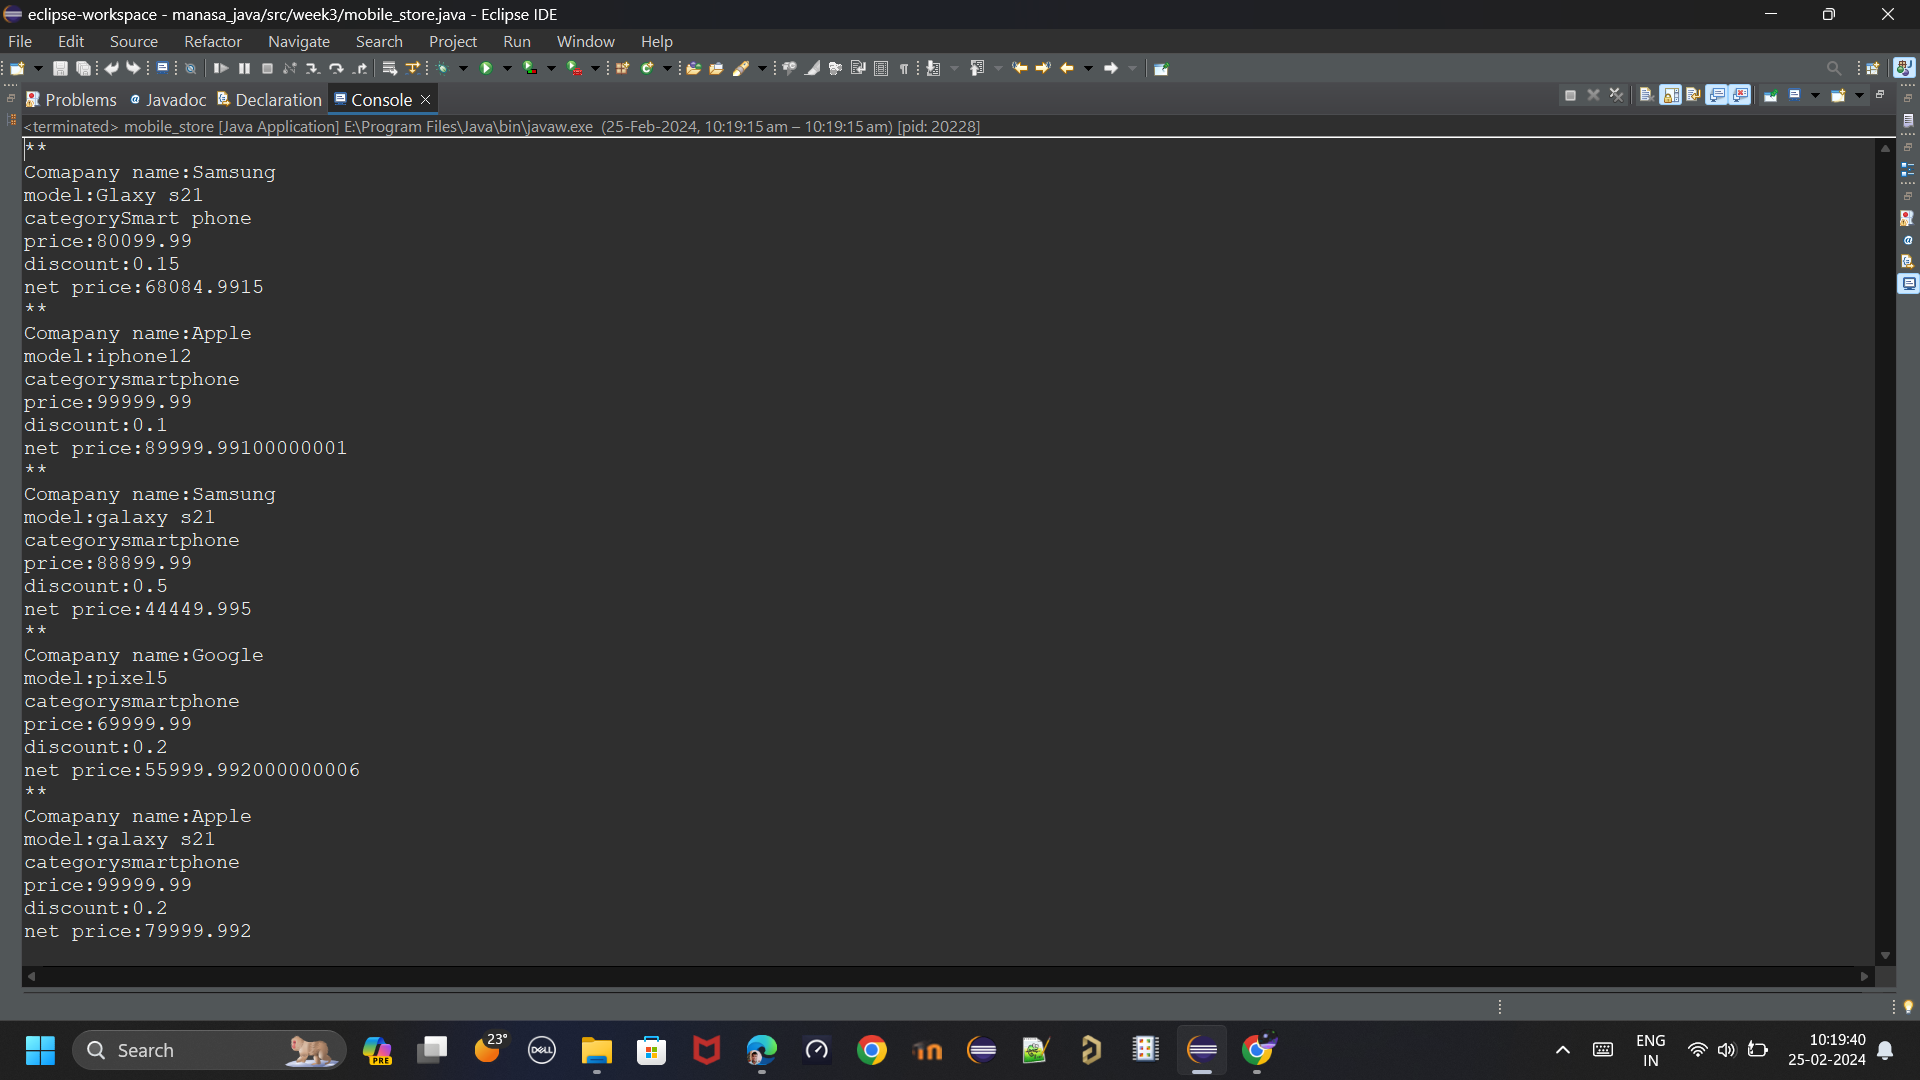 eclipse-workspace - manasa_java/src/week3/mobile_store.java - Eclipse IDE
File Edit Source Refactor Navigate Search Project Run Window Help
Problems Javadoc Declaration Console
<terminated> mobile_store [Java Application] E:\Program Files\Java\bin\javaw.exe (25-Feb-2024, 10:19:15 am – 10:19:15 am) [pid: 20228]
**
Comapany name:Samsung
model:Glaxy s21
categorySmart phone
price:80099.99
discount:0.15
net price:68084.9915
**
Comapany name:Apple
model:iphone12
categorysmartphone
price:99999.99
discount:0.1
net price:89999.99100000001
**
Comapany name:Samsung
model:galaxy s21
categorysmartphone
price:88899.99
discount:0.5
net price:44449.995
**
Comapany name:Google
model:pixel5
categorysmartphone
price:69999.99
discount:0.2
net price:55999.992000000006
**
Comapany name:Apple
model:galaxy s21
categorysmartphone
price:99999.99
discount:0.2
net price:79999.992
Search PRE 23° DELL ENG 10:19:40
IN 25-02-2024